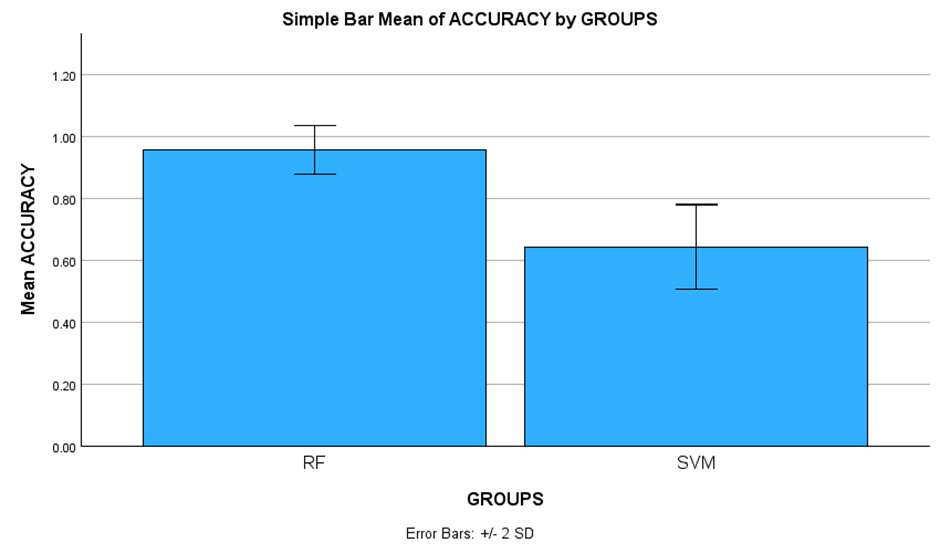 Simple Bar Mean of ACCURACY by GROUPS
Mean ACCURACY
1.20
1.00
0.80
0.60
0.40
0.20
0.00
RF
SVM
GROUPS
Error Bars: +/- 2 SD